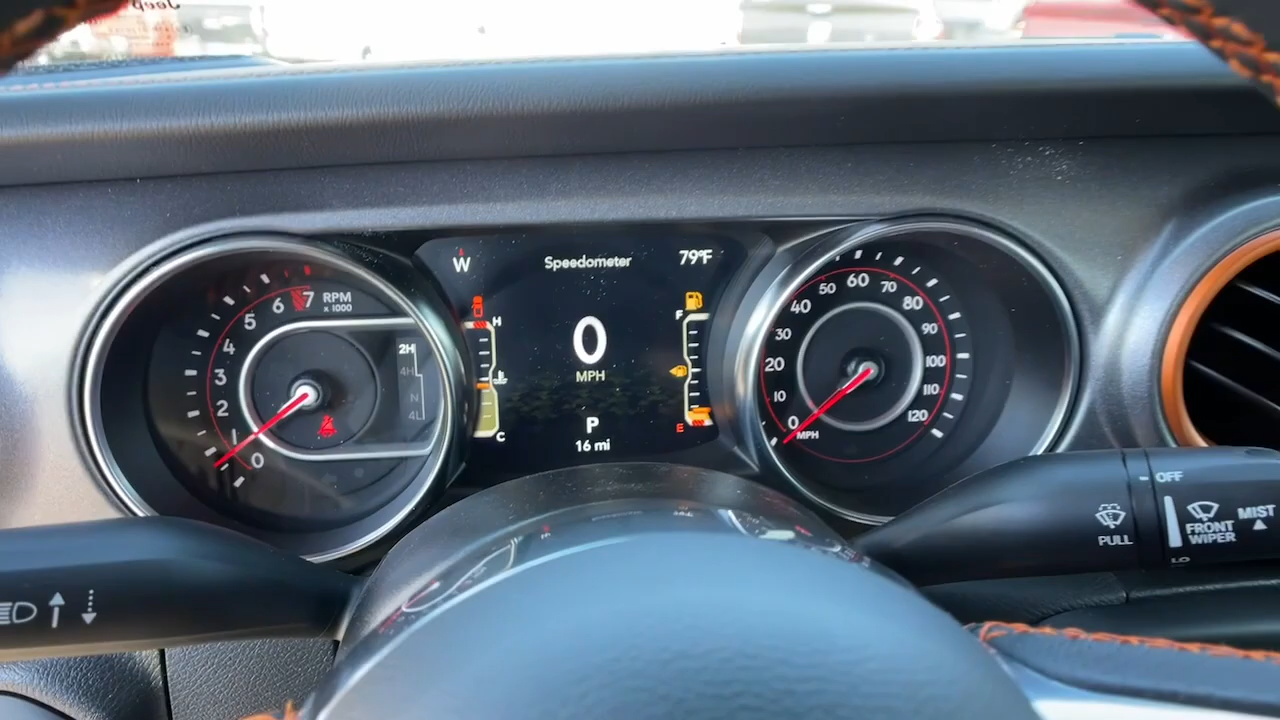 Jeep
W
Speedometer
79°F
7
RPM
x 1000
6
5
4
3
2
1
0
2H
4H
N
4L
H
C
0
MPH
P
16 mi
F
E
0
10
20
30
40
50
60
70
80
90
100
110
120
MPH
OFF
PULL
FRONT
WIPER
MIST
LO